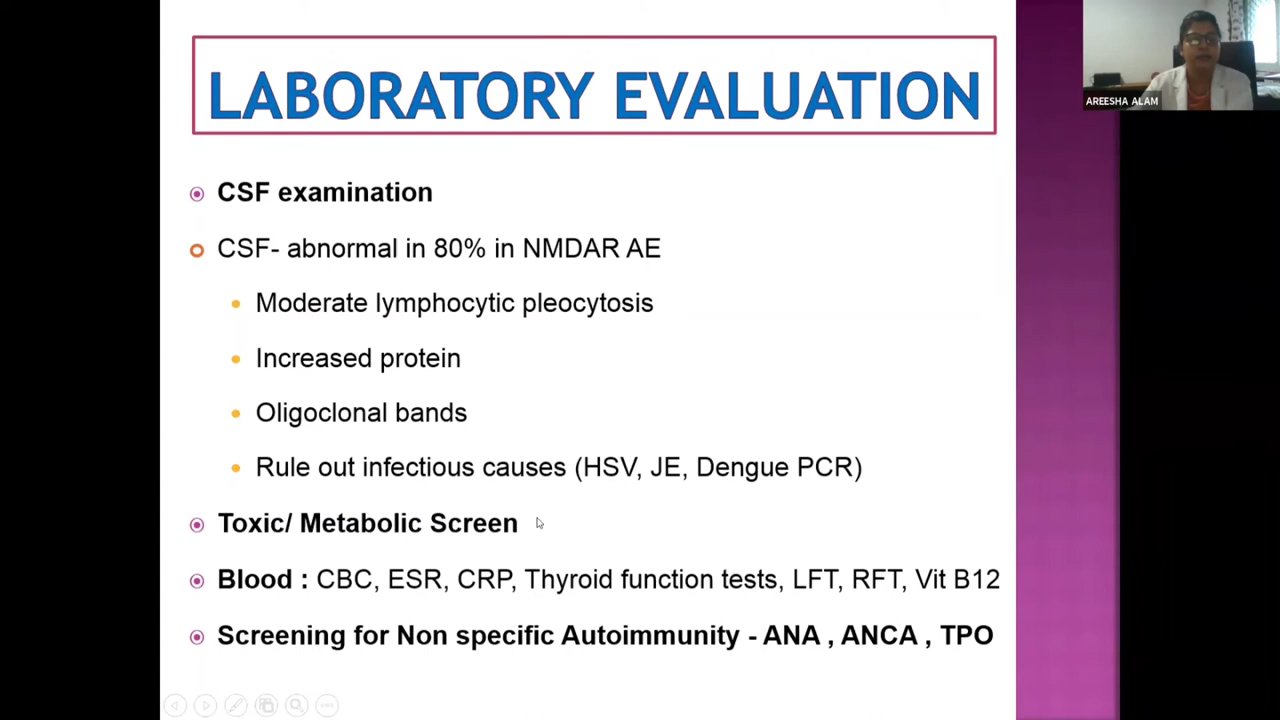 LABORATORY EVALUATION
AREESHA ALAM
CSF examination
CSF- abnormal in 80% in NMDAR AE
Moderate lymphocytic pleocytosis
Increased protein
Oligoclonal bands
Rule out infectious causes (HSV, JE, Dengue PCR)
Toxic/ Metabolic Screen
Blood : CBC, ESR, CRP, Thyroid function tests, LFT, RFT, Vit B12
Screening for Non specific Autoimmunity - ANA , ANCA , TPO